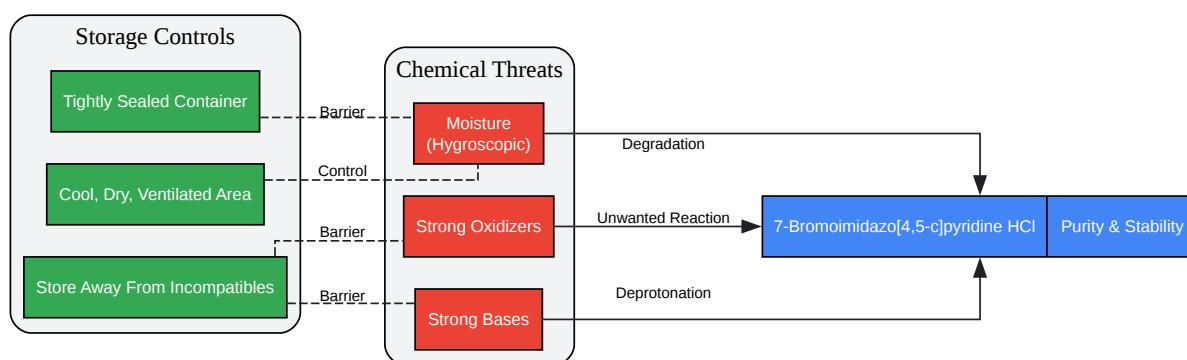 Storage Controls
Tightly Sealed Container
Cool, Dry, Ventilated Area
Store Away From Incompatibles
Barrier
Control
Barrier
Barrier
Chemical Threats
Moisture
(Hygroscopic)
Strong Oxidizers
Strong Bases
Degradation
Unwanted Reaction
Deprotonation
7-Bromoimidazo[4,5-c]pyridine HCl
Purity & Stability